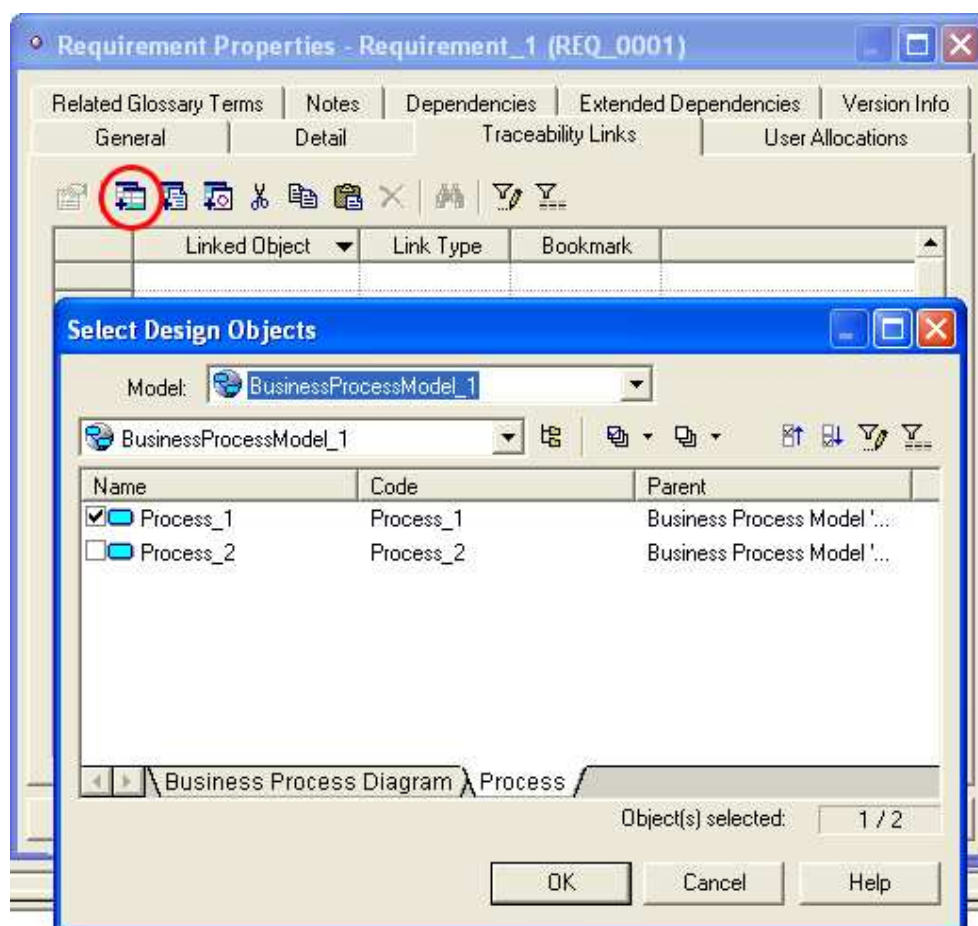 Requirement Properties - Requirement_1 (REQ_0001)
Related Glossary Terms Notes Dependencies Extended Dependencies Version Info
General Detail Traceability Links User Allocations
Linked Object Link Type Bookmark
Select Design Objects
Model: BusinessProcessModel_1
BusinessProcessModel_1
Name Code Parent
Process_1 Process_1 Business Process Model '...
Process_2 Process_2 Business Process Model '...
Business Process Diagram Process
Object(s) selected: 1 / 2
OK Cancel Help